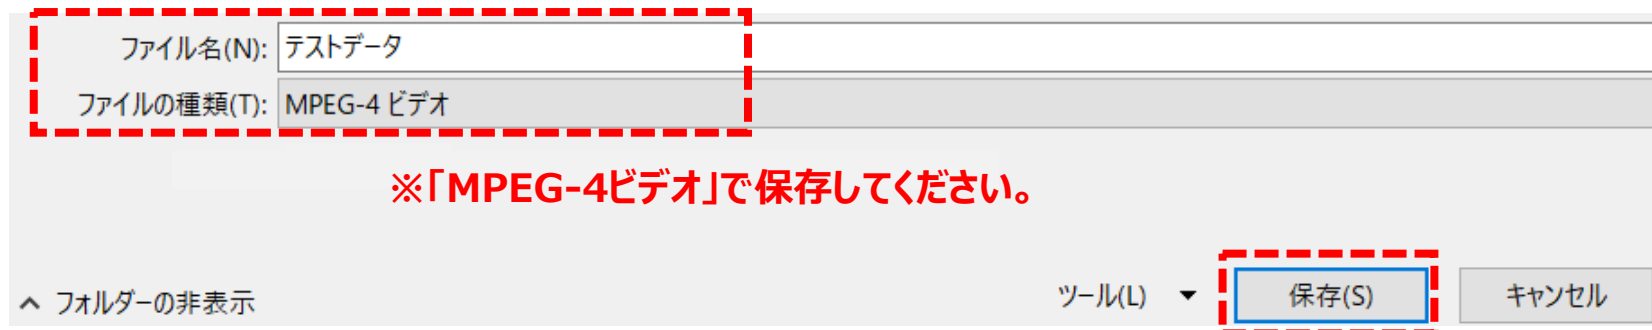 ファイル名(N): テストデータ
ファイルの種類(T): MPEG-4 ビデオ
※「MPEG-4ビデオ」で保存してください。
フォルダーの非表示 ツール(L) 保存(S) キャンセル